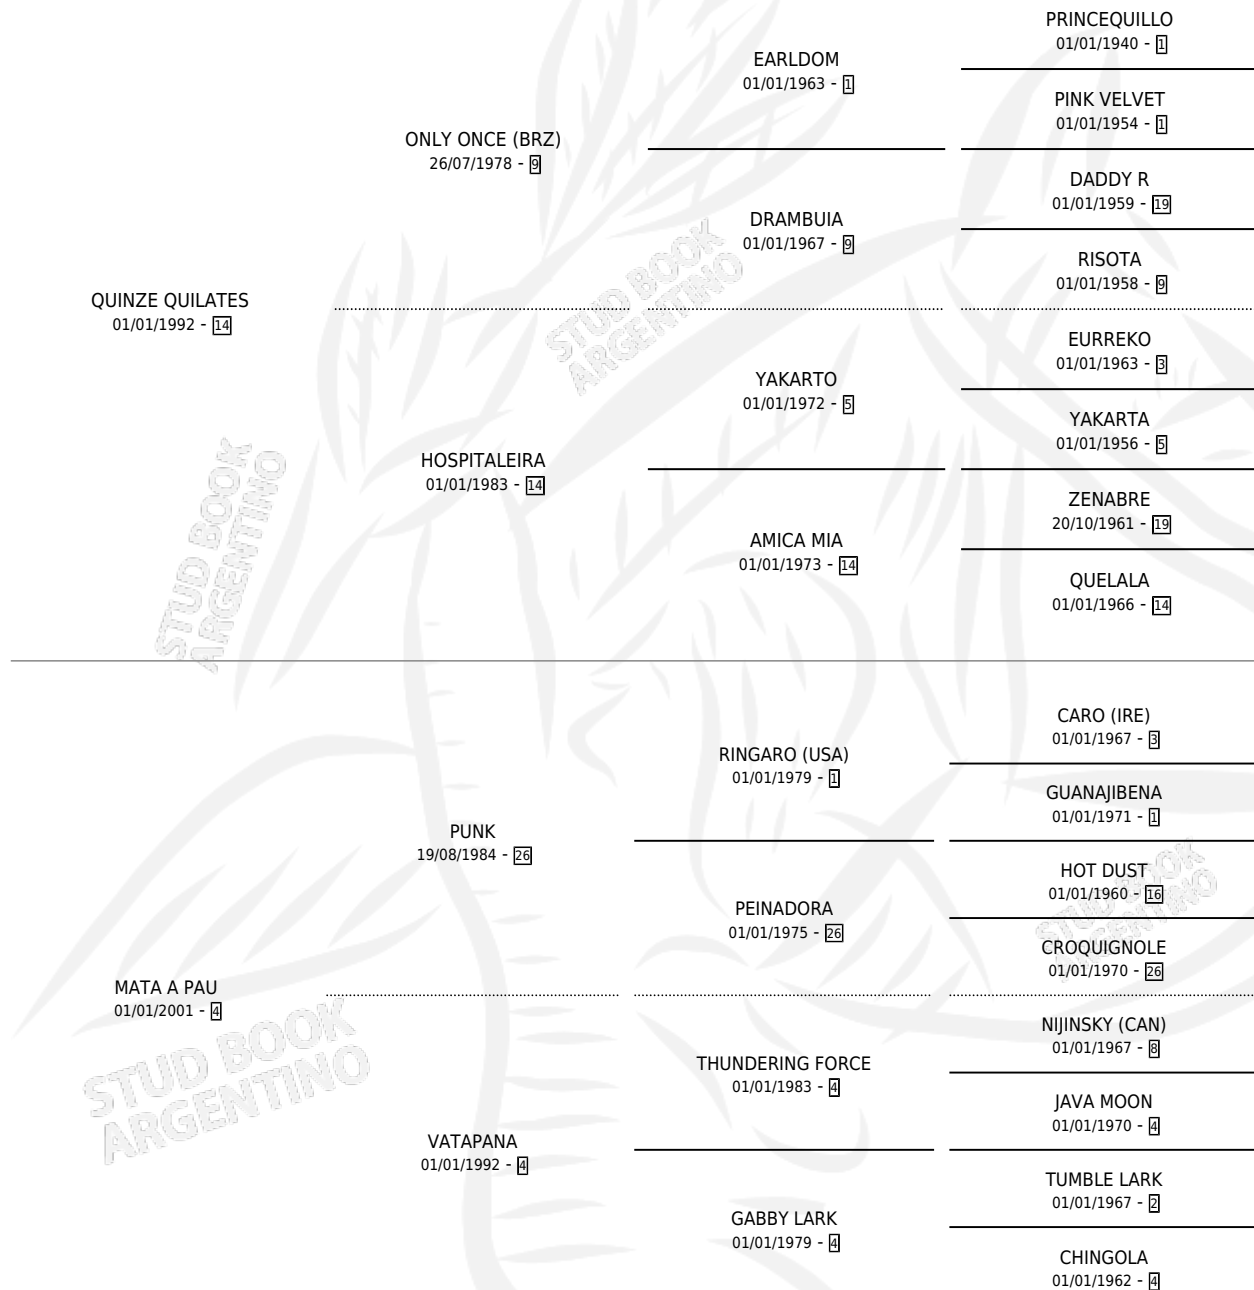 PRINCEQUILLO
01/01/1940 - 1
EARLDOM
01/01/1963 - 1
PINK VELVET
01/01/1954 - 1
ONLY ONCE (BRZ)
26/07/1978 - 9
DADDY R
01/01/1959 - 19
DRAMBUIA
01/01/1967 - 9
RISOTA
01/01/1958 - 9
QUINZE QUILATES
01/01/1992 - 14
EURREKO
01/01/1963 - 3
YAKARTO
01/01/1972 - 5
YAKARTA
01/01/1956 - 5
HOSPITALEIRA
01/01/1983 - 14
ZENABRE
20/10/1961 - 19
AMICA MIA
01/01/1973 - 14
QUELALA
01/01/1966 - 14
STUD BOOK
ARGENTINO
STUD BOOK
ARGENTINO
CARO (IRE)
01/01/1967 - 3
RINGARO (USA)
01/01/1979 - 1
GUANAJIBENA
01/01/1971 - 1
PUNK
19/08/1984 - 26
HOT DUST
01/01/1960 - 16
PEINADORA
01/01/1975 - 26
CROQUIGNOLE
01/01/1970 - 26
MATA A PAU
01/01/2001 - 4
NIJINSKY (CAN)
01/01/1967 - 8
THUNDERING FORCE
01/01/1983 - 4
JAVA MOON
01/01/1970 - 4
VATAPANA
01/01/1992 - 4
TUMBLE LARK
01/01/1967 - 2
GABBY LARK
01/01/1979 - 4
CHINGOLA
01/01/1962 - 4
STUD BOOK
ARGENTINO
STUD BOOK
ARGENTINO